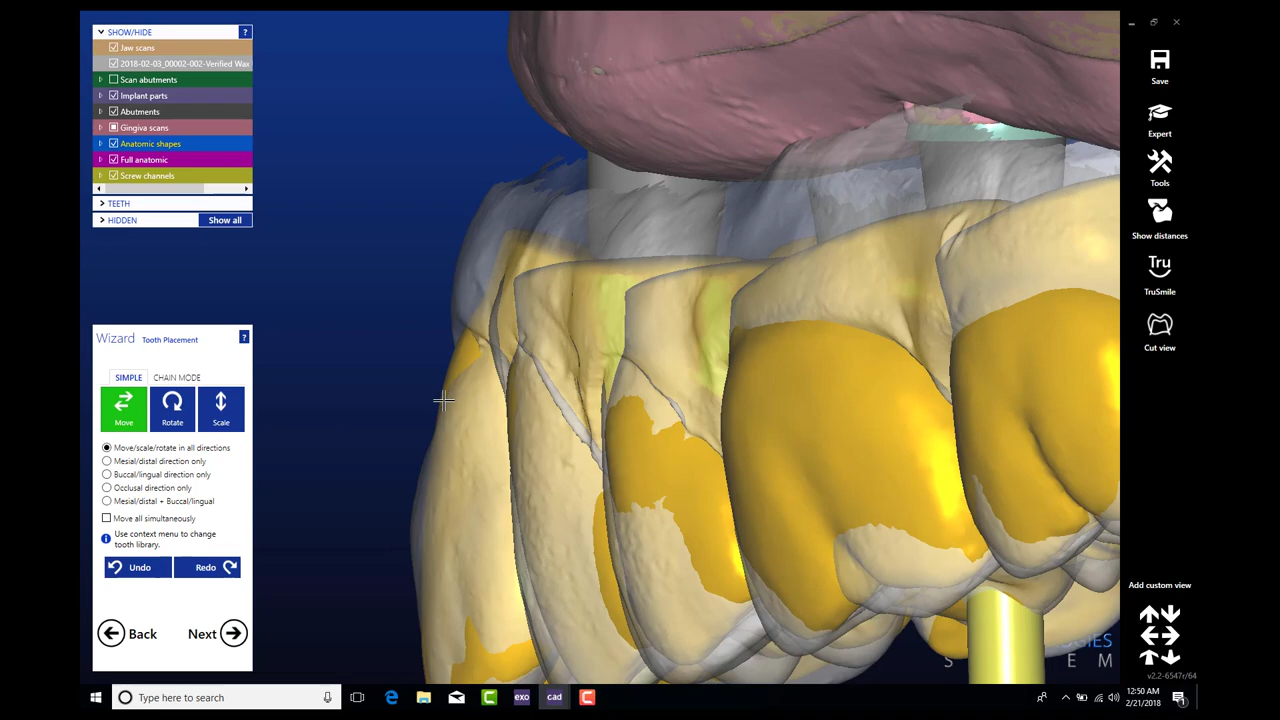 SHOW/HIDE ?
Jaw scans
2018-02-03_00002-002-Verified Wax
Scan abutments
Implant parts
Abutments
Gingiva scans
Anatomic shapes
Full anatomic
Screw channels
TEETH
HIDDEN Show all
Wizard Tooth Placement ?
SIMPLE CHAIN MODE
Move Rotate Scale
Move/scale/rotate in all directions
Mesial/distal direction only
Buccal/lingual direction only
Occlusal direction only
Mesial/distal + Buccal/lingual
Move all simultaneously
Use context menu to change
tooth library.
Undo Redo
Back Next
Save
Expert
Tools
Show distances
Tru
TruSmile
Cut view
Add custom view
GIES
S E M
v2.2-6547r/64
Type here to search
exo cad
12:50 AM
2/21/2018